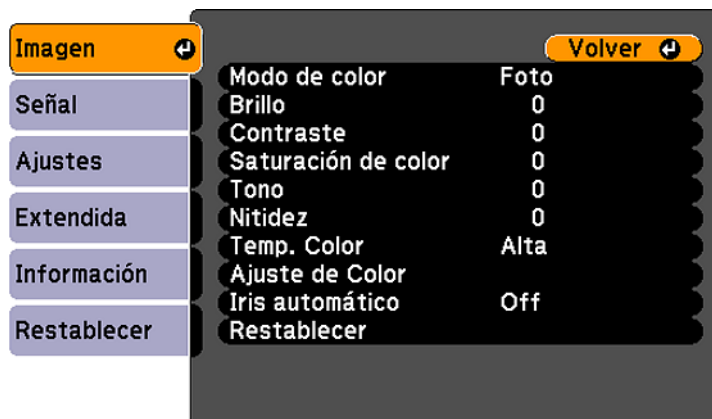 Imagen
Señal
Ajustes
Extendida
Información
Restablecer
Volver
Modo de color Foto
Brillo 0
Contraste 0
Saturación de color 0
Tono 0
Nitidez 0
Temp. Color Alta
Ajuste de Color
Iris automático Off
Restablecer